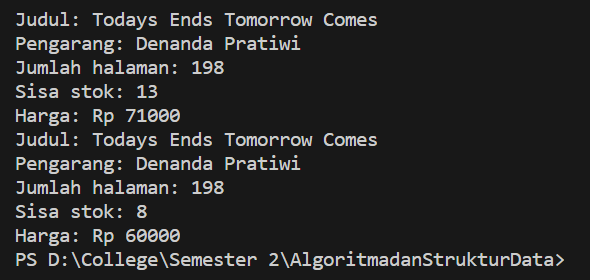 Judul: Todays Ends Tomorrow Comes
Pengarang: Denanda Pratiwi
Jumlah halaman: 198
Sisa stok: 13
Harga: Rp 71000
Judul: Todays Ends Tomorrow Comes
Pengarang: Denanda Pratiwi
Jumlah halaman: 198
Sisa stok: 8
Harga: Rp 60000
PS D:\College\Semester 2\AlgoritmadanStrukturData>